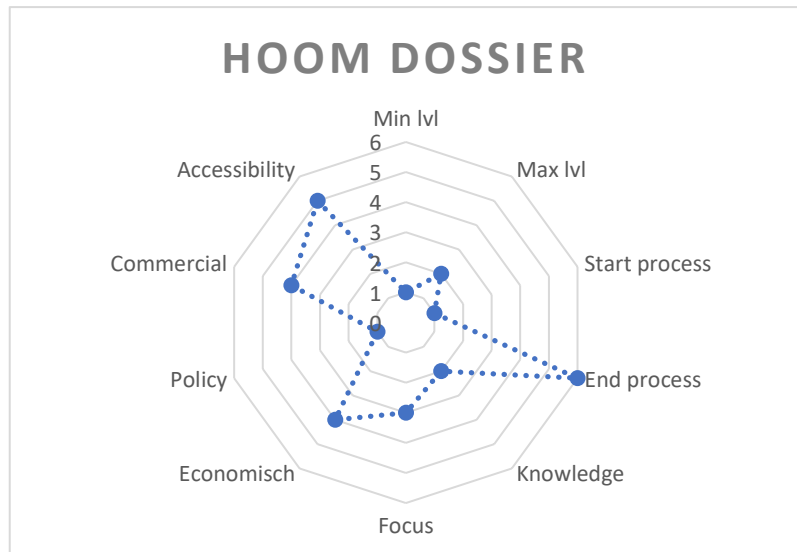 HOOM DOSSIER
Min lvl
Max lvl
Start process
End process
Knowledge
Focus
Economisch
Policy
Commercial
Accessibility
6
5
4
3
2
1
0